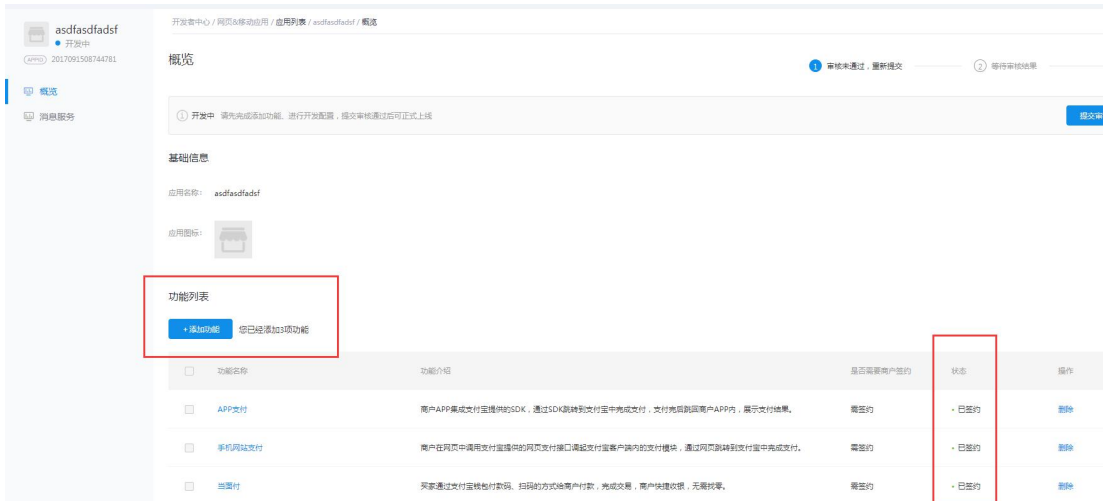 asdfasdfadsf
开发中
APPID 2017091508744781
概览
消息服务
开发者中心 / 网页&移动应用 / 应用列表 / asdfasdfadsf / 概览
概览
1 审核未通过，重新提交
2 等待审核结果
1 开发中 请先完成添加功能、进行开发配置，提交审核通过后可正式上线
提交审
基础信息
应用名称： asdfasdfadsf
应用图标：
功能列表
+添加功能 您已经添加3项功能
功能名称 功能介绍 是否需要商户签约 状态 操作
APP支付 商户APP集成支付宝提供的SDK，通过SDK跳转到支付宝中完成支付，支付完后跳回商户APP内，展示支付结果。 需签约 已签约 删除
手机网站支付 商户在网页中调用支付宝提供的网页支付接口调起支付宝客户端内的支付模块，通过网页跳转到支付宝中完成支付。 需签约 已签约 删除
当面付 买家通过支付宝钱包付款码、扫码的方式给商户付款，完成交易，商户快捷收银，无需找零。 需签约 已签约 删除